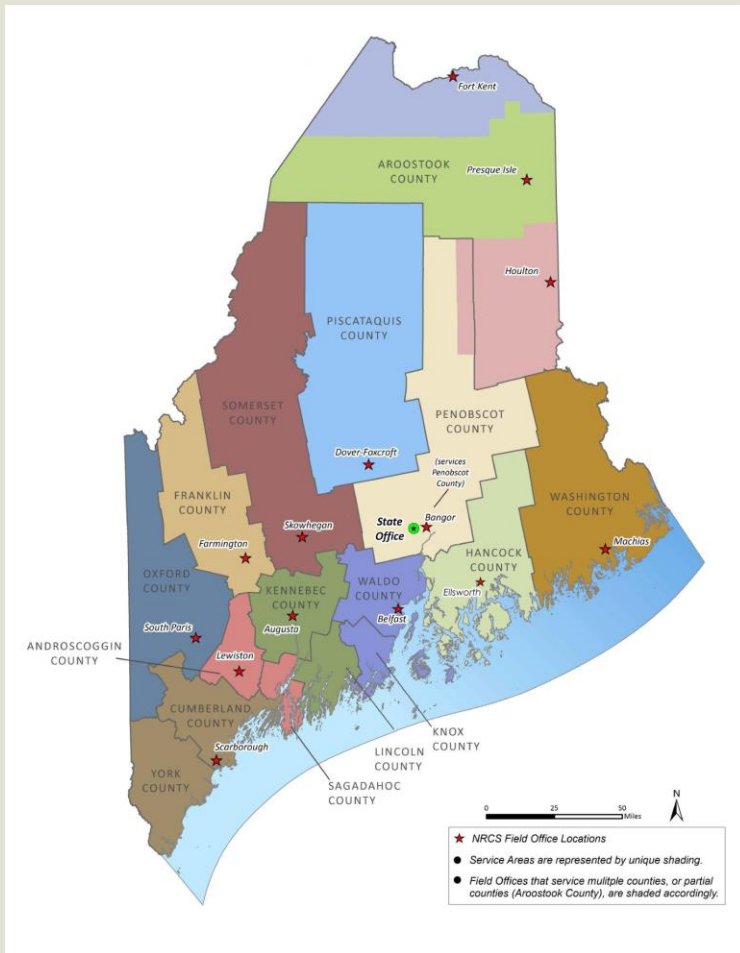 Fort Kent
AROOSTOOK
COUNTY
Presque Isle
Houlton
PISCATAQUIS
COUNTY
SOMERSET
COUNTY
PENOBSCOT
COUNTY
Dover-Foxcroft
(services
Penobscot
County)
FRANKLIN
COUNTY
WASHINGTON
COUNTY
State
Office
Bangor
Skowhegan
Farmington
Machias
HANCOCK
COUNTY
OXFORD
COUNTY
KENNEBEC
COUNTY
WALDO
COUNTY
Ellsworth
Augusta
Belfast
South Paris
ANDROSCOGGIN
COUNTY
Lewiston
CUMBERLAND
COUNTY
KNOX
COUNTY
LINCOLN
COUNTY
Scarborough
YORK
COUNTY
SAGADAHOC
COUNTY
N
0 25 50
Miles
NRCS Field Office Locations
Service Areas are represented by unique shading.
Field Offices that service mulitple counties, or partial
counties (Aroostook County), are shaded accordingly.